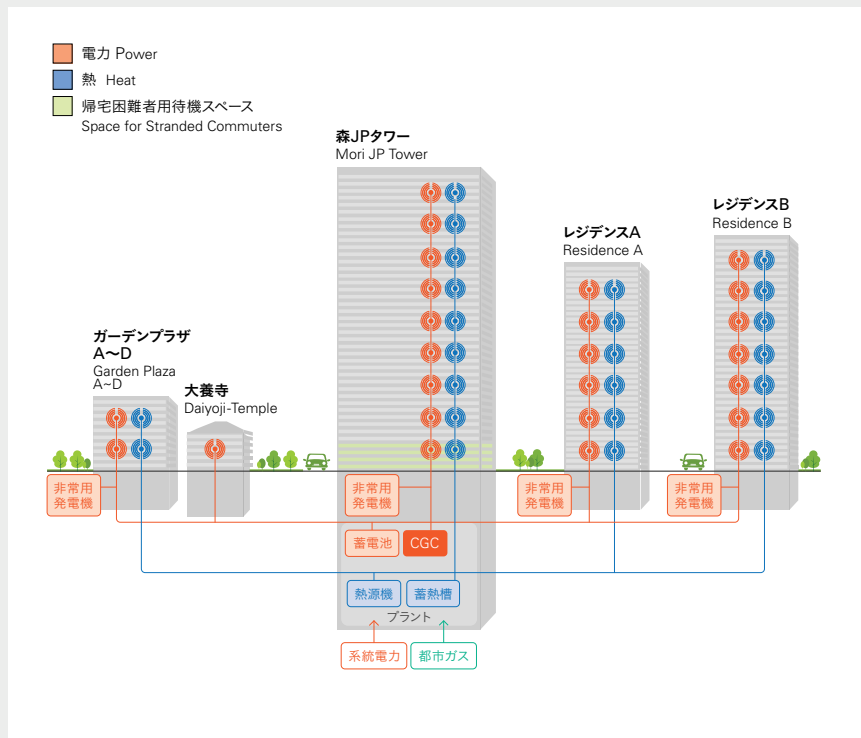 電力 Power
熱 Heat
帰宅困難者用待機スペース
Space for Stranded Commuters
森JPタワー
Mori JP Tower
レジデンスB
Residence B
レジデンスA
Residence A
ガーデンプラザ
A〜D
Garden Plaza
A~D
大養寺
Daiyoji-Temple
非常用
発電機
非常用
発電機
非常用
発電機
非常用
発電機
蓄電池
CGC
熱源機
蓄熱槽
プラント
系統電力
都市ガス